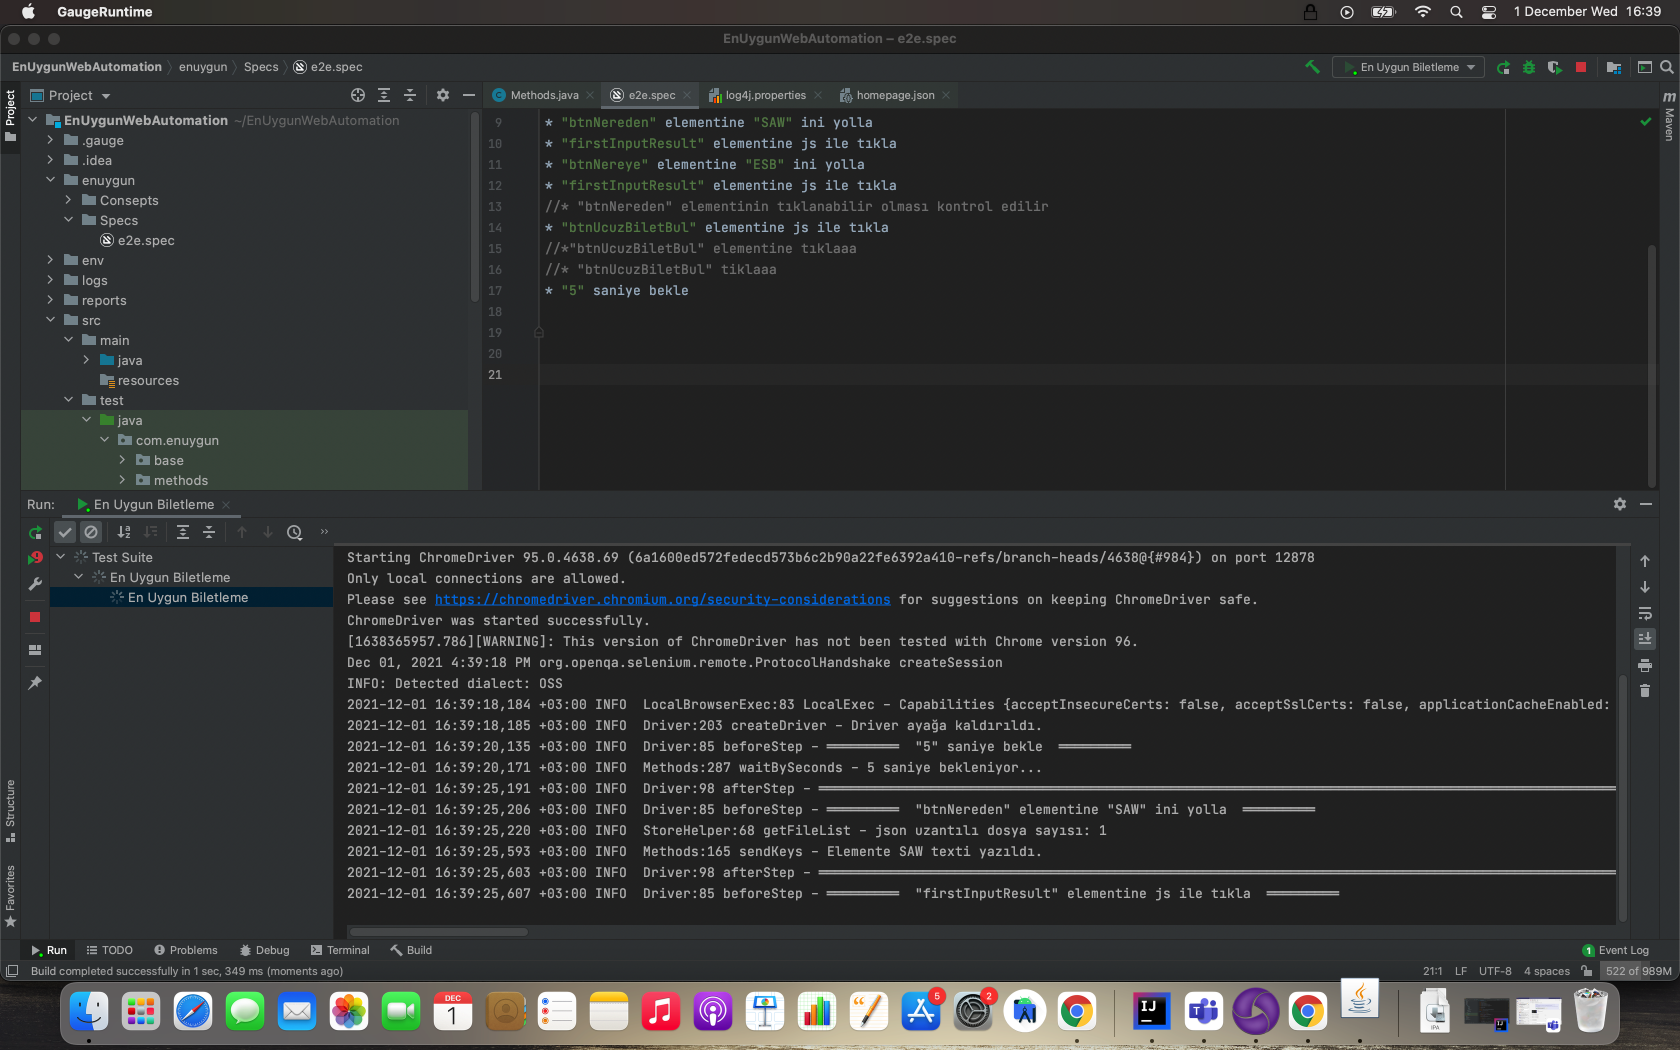 GaugeRuntime
1 December Wed 16:39
EnUygunWebAutomation – e2e.spec
EnUygunWebAutomation
enuygun
Specs
e2e.spec
En Uygun Biletleme
Project
Project
Methods.java
e2e.spec
log4j.properties
homepage.json
Maven
EnUygunWebAutomation ~/EnUygunWebAutomation
.gauge
.idea
enuygun
Consepts
Specs
e2e.spec
env
logs
reports
src
main
java
resources
test
java
com.enuygun
base
methods
9 * "btnNereden" elementine "SAW" ini yolla
10 * "firstInputResult" elementine js ile tıkla
11 * "btnNereye" elementine "ESB" ini yolla
12 * "firstInputResult" elementine js ile tıkla
13 //* "btnNereden" elementinin tıklanabilir olması kontrol edilir
14 * "btnUcuzBiletBul" elementine js ile tıkla
15 //*"btnUcuzBiletBul" elementine tıklaaa
16 //* "btnUcuzBiletBul" tiklaaa
17 * "5" saniye bekle
18
19
20
21
Run:
En Uygun Biletleme
Test Suite
En Uygun Biletleme
En Uygun Biletleme
Starting ChromeDriver 95.0.4638.69 (6a1600ed572fedecd573b6c2b90a22fe6392a410-refs/branch-heads/4638@{#984}) on port 12878
Only local connections are allowed.
Please see https://chromedriver.chromium.org/security-considerations for suggestions on keeping ChromeDriver safe.
ChromeDriver was started successfully.
[1638365957.786][WARNING]: This version of ChromeDriver has not been tested with Chrome version 96.
Dec 01, 2021 4:39:18 PM org.openqa.selenium.remote.ProtocolHandshake createSession
INFO: Detected dialect: OSS
2021-12-01 16:39:18,184 +03:00 INFO LocalBrowserExec:83 LocalExec - Capabilities {acceptInsecureCerts: false, acceptSslCerts: false, applicationCacheEnabled:
2021-12-01 16:39:18,185 +03:00 INFO Driver:203 createDriver - Driver ayağa kaldırıldı.
2021-12-01 16:39:20,135 +03:00 INFO Driver:85 beforeStep - ═════════ "5" saniye bekle ═════════
2021-12-01 16:39:20,171 +03:00 INFO Methods:287 waitBySeconds - 5 saniye bekleniyor...
2021-12-01 16:39:25,191 +03:00 INFO Driver:98 afterStep - ═════════
2021-12-01 16:39:25,206 +03:00 INFO Driver:85 beforeStep - ═════════ "btnNereden" elementine "SAW" ini yolla ═════════
2021-12-01 16:39:25,220 +03:00 INFO StoreHelper:68 getFileList - json uzantılı dosya sayısı: 1
2021-12-01 16:39:25,593 +03:00 INFO Methods:165 sendKeys - Elemente SAW texti yazıldı.
2021-12-01 16:39:25,603 +03:00 INFO Driver:98 afterStep - ═════════
2021-12-01 16:39:25,607 +03:00 INFO Driver:85 beforeStep - ═════════ "firstInputResult" elementine js ile tıkla ═════════
Structure
Favorites
Run
TODO
Problems
Debug
Terminal
Build
1 Event Log
Build completed successfully in 1 sec, 349 ms (moments ago)
21:1 LF UTF-8 4 spaces 522 of 989M
DEC
1
5
2
IJ
IPA